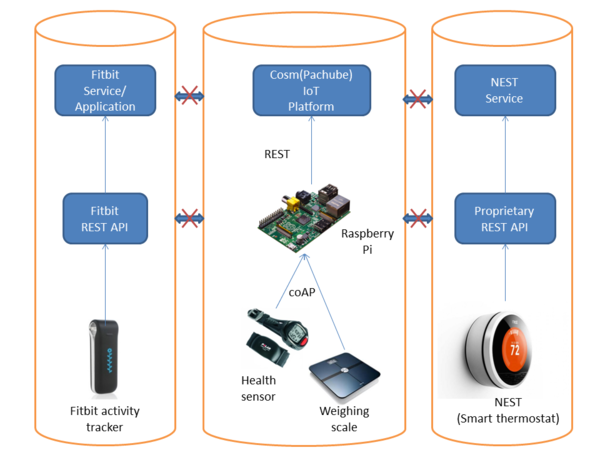 Fitbit
Service/
Application
Cosm(Pachube)
IoT
Platform
NEST
Service
REST
Fitbit
REST API
Raspberry
Pi
Proprietary
REST API
coAP
72
Health
sensor
Fitbit activity
tracker
Weighing
scale
NEST
(Smart thermostat)